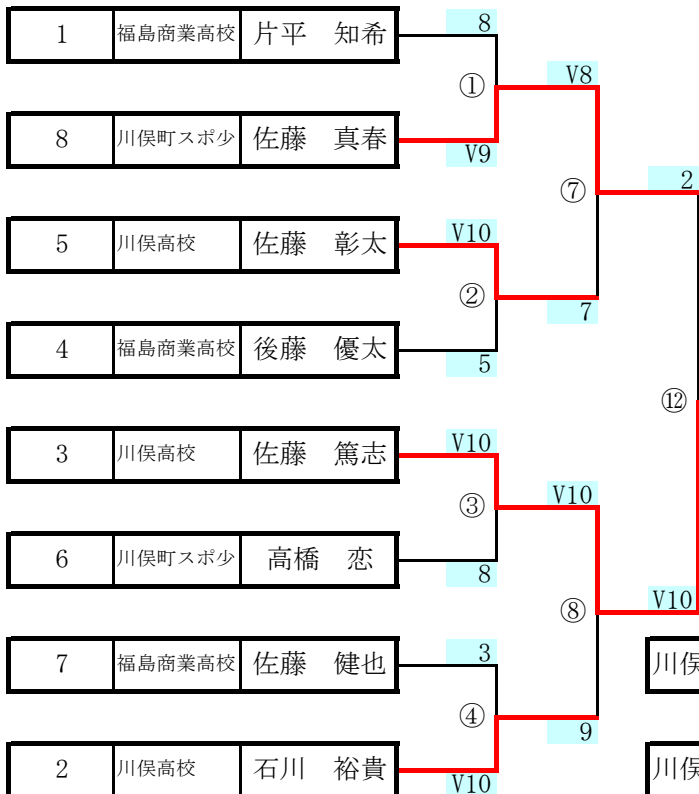 1 福島商業高校 片平 知希 8
① V8
8 川俣町スポ少 佐藤 真春 V9
⑦ 2
5 川俣高校 佐藤 彰太 V10
② 7
4 福島商業高校 後藤 優太 5
⑫
3 川俣高校 佐藤 篤志 V10
③ V10
6 川俣町スポ少 高橋 恋 8
⑧ V10
7 福島商業高校 佐藤 健也 3
川俣
④ 9
2 川俣高校 石川 裕貴 V10
川俣